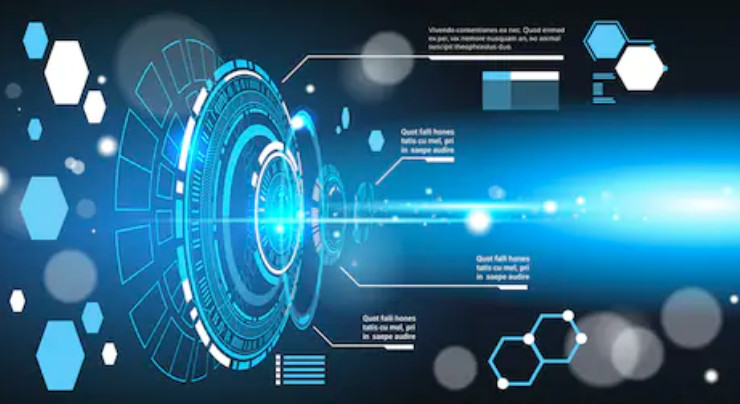 Vivendo contentiones ea nec. Quod eirmod
ex per, vix nemore nusquam an, no animal
suscipit theophrastus duo.
Quot falli hones
tatis cu mel, pri
in saepe audire
Quot falli hones
tatis cu mel, pri
in saepe audire
Quot falli hones
tatis cu mel, pri
in saepe audire